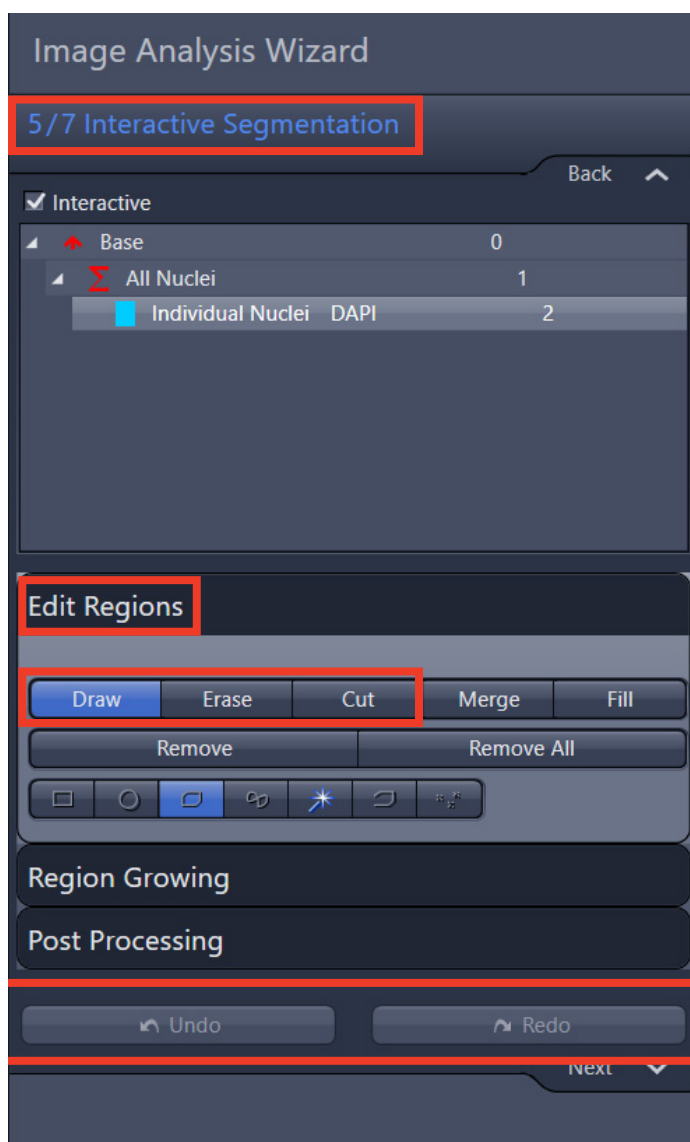 Image Analysis Wizard
5/7 Interactive Segmentation
Back
Interactive
Base 0
All Nuclei 1
Individual Nuclei DAPI 2
Edit Regions
Draw Erase Cut Merge Fill
Remove Remove All
Region Growing
Post Processing
Undo Redo
Next